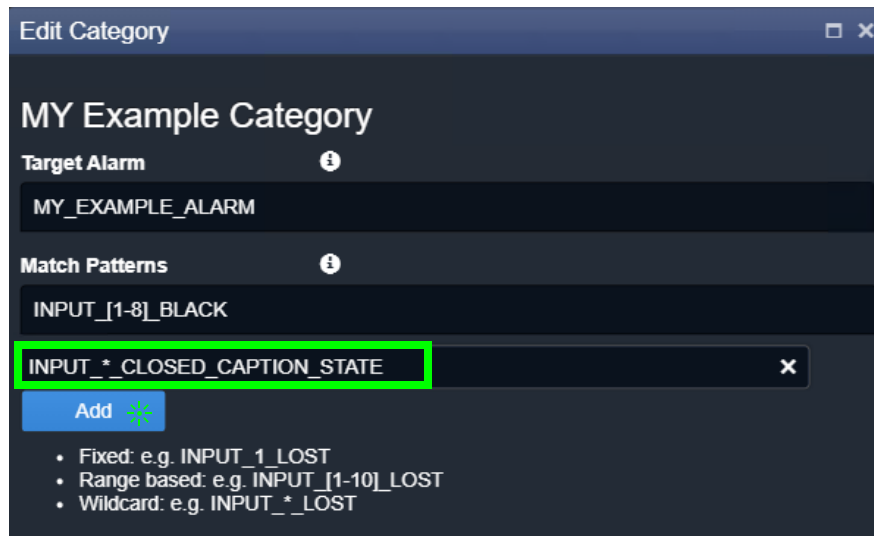 Edit Category
MY Example Category
Target Alarm
MY_EXAMPLE_ALARM
Match Patterns
INPUT_[1-8]_BLACK
INPUT_*_CLOSED_CAPTION_STATE
Add
• Fixed: e.g. INPUT_1_LOST
• Range based: e.g. INPUT_[1-10]_LOST
• Wildcard: e.g. INPUT_*_LOST